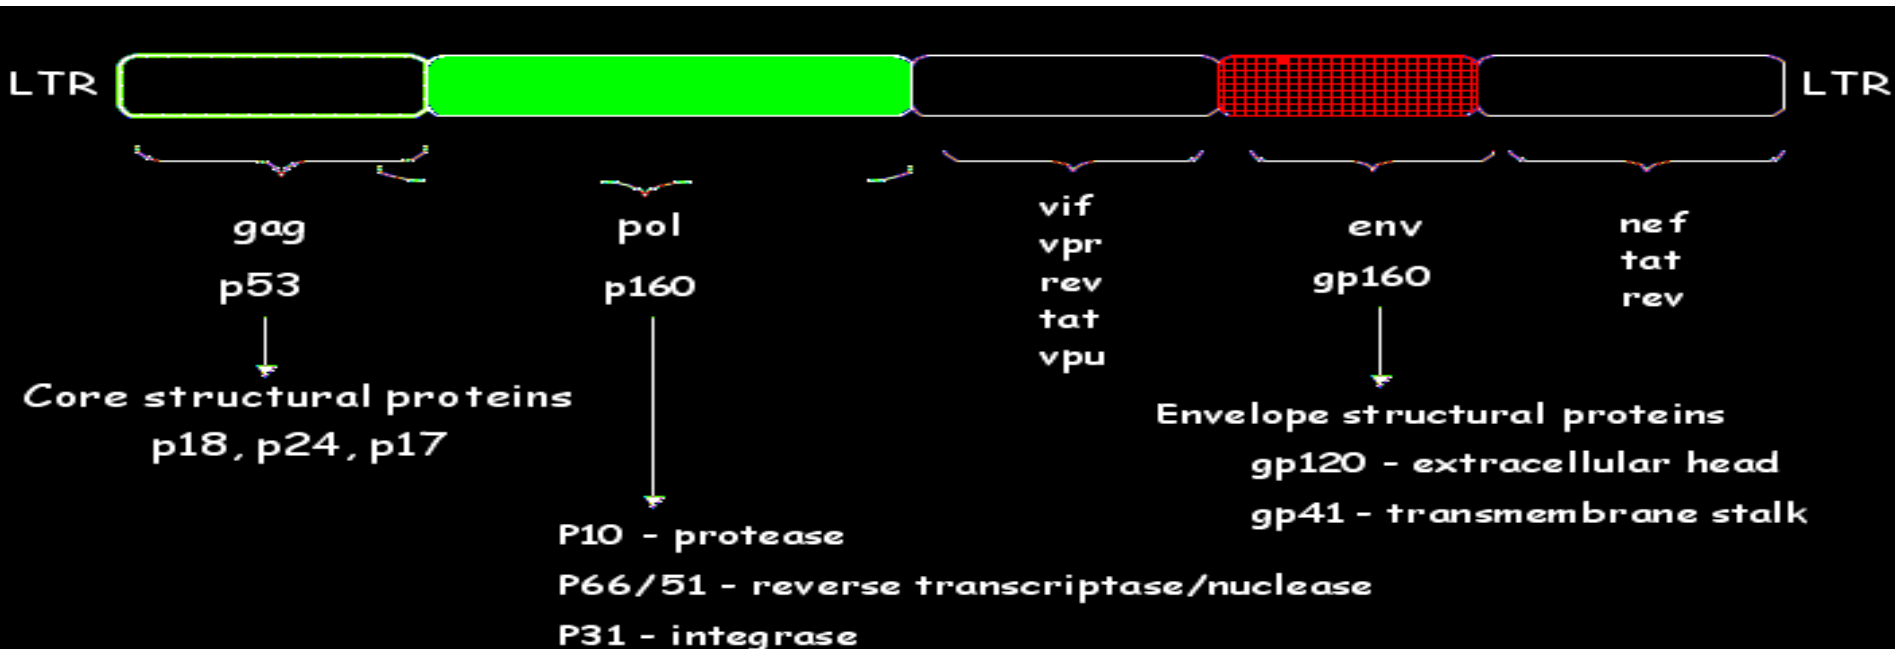 LTR
LTR
gag
p53
Core structural proteins
p18, p24, p17
pol
p160
P10 - protease
P66/51 - reverse transcriptase/nuclease
P31 - integrase
vif
vpr
rev
tat
vpu
env
gp160
Envelope structural proteins
gp120 - extracellular head
gp41 - transmembrane stalk
nef
tat
rev